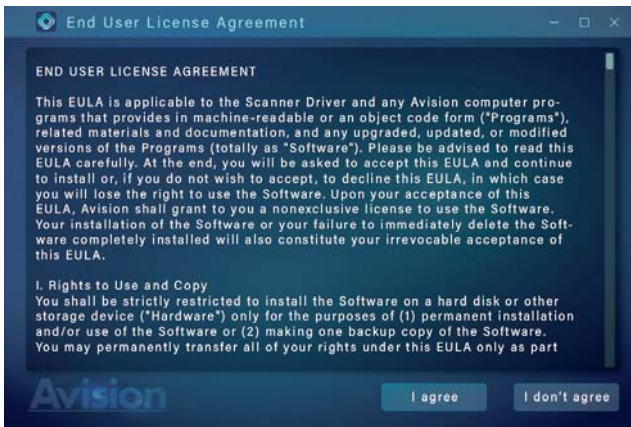 End User License Agreement
END USER LICENSE AGREEMENT
This EULA is applicable to the Scanner Driver and any Avision computer pro-
grams that provides in machine-readable or an object code form ("Programs"),
related materials and documentation, and any upgraded, updated, or modified
versions of the Programs (totally as "Software"). Please be advised to read this
EULA carefully. At the end, you will be asked to accept this EULA and continue
to install or, if you do not wish to accept, to decline this EULA, in which case
you will lose the right to use the Software. Upon your acceptance of this
EULA, Avision shall grant to you a nonexclusive license to use the Software.
Your installation of the Software or your failure to immediately delete the Soft-
ware completely installed will also constitute your irrevocable acceptance of
this EULA.
I. Rights to Use and Copy
You shall be strictly restricted to install the Software on a hard disk or other
storage device ("Hardware") only for the purposes of (1) permanent installation
and/or use of the Software or (2) making one backup copy of the Software.
You may permanently transfer all of your rights under this EULA only as part
Avision
I agree
I don't agree